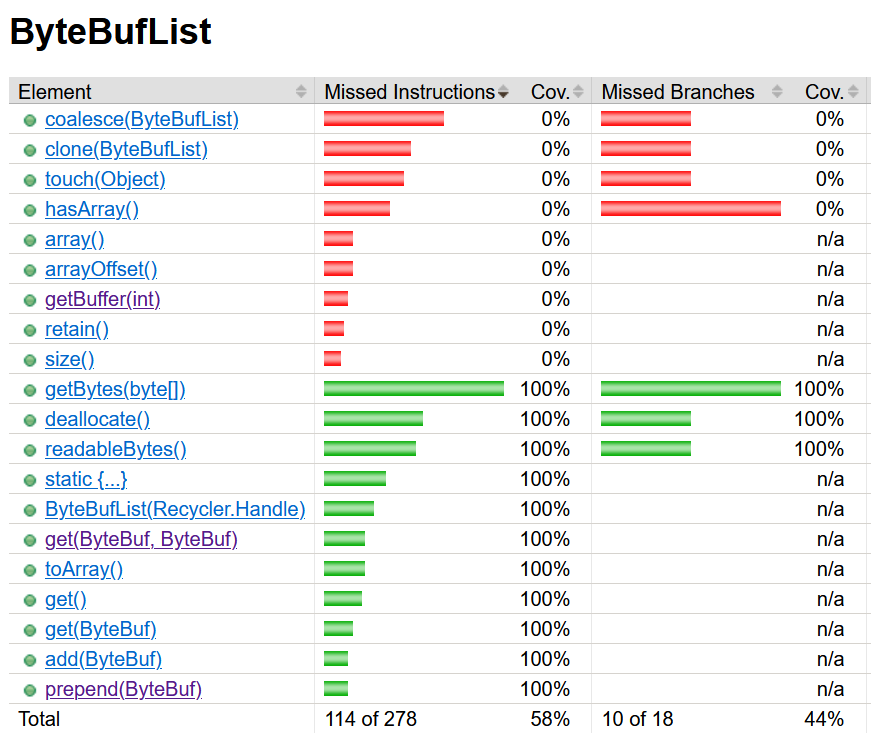 ByteBufList
Element Missed Instructions Cov. Missed Branches Cov.
coalesce(ByteBufList) 0% 0%
clone(ByteBufList) 0% 0%
touch(Object) 0% 0%
hasArray() 0% 0%
array() 0% n/a
arrayOffset() 0% n/a
getBuffer(int) 0% n/a
retain() 0% n/a
size() 0% n/a
getBytes(byte[]) 100% 100%
deallocate() 100% 100%
readableBytes() 100% 100%
static {...} 100% n/a
ByteBufList(Recycler.Handle) 100% n/a
get(ByteBuf, ByteBuf) 100% n/a
toArray() 100% n/a
get() 100% n/a
get(ByteBuf) 100% n/a
add(ByteBuf) 100% n/a
prepend(ByteBuf) 100% n/a
Total 114 of 278 58% 10 of 18 44%